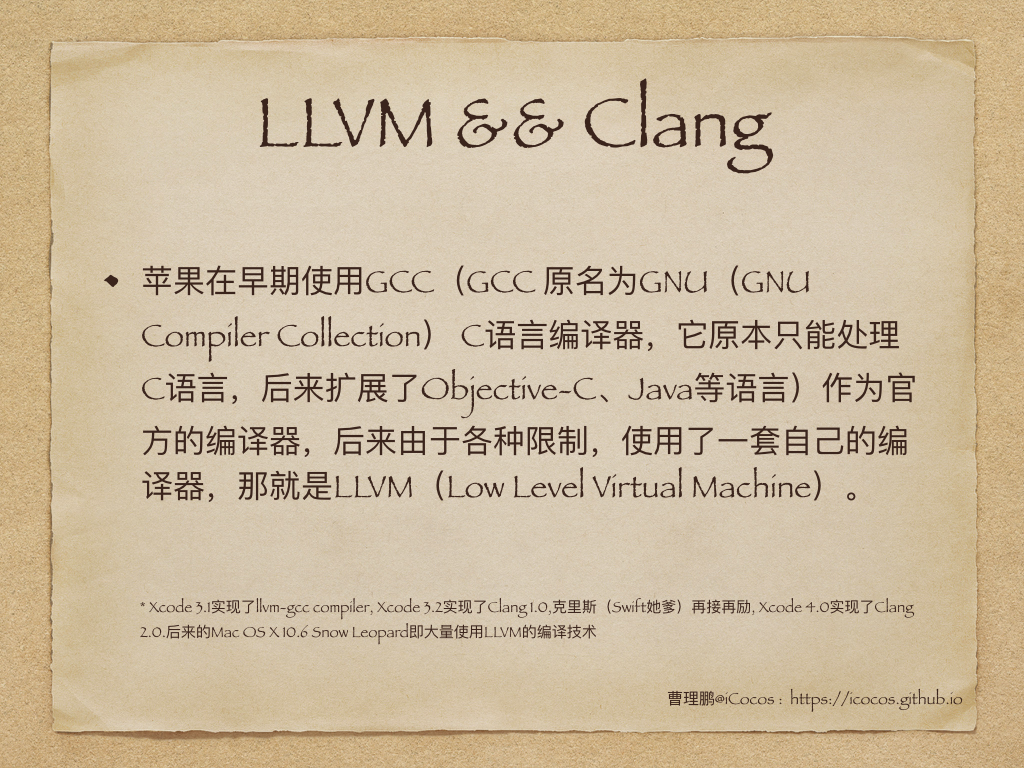 LLVM && Clang
苹果在早期使用GCC（GCC 原名为GNU（GNU
Compiler Collection） C语言编译器，它原本只能处理
C语言，后来扩展了Objective-C、Java等语言）作为官
方的编译器，后来由于各种限制，使用了一套自己的编
译器，那就是LLVM（Low Level Virtual Machine）。
* Xcode 3.1实现了llvm-gcc compiler, Xcode 3.2实现了Clang 1.0,克里斯（Swift她爹）再接再励, Xcode 4.0实现了Clang
2.0.后来的Mac OS X 10.6 Snow Leopard即大量使用LLVM的编译技术
曹理鹏@iCocos : https://icocos.github.io